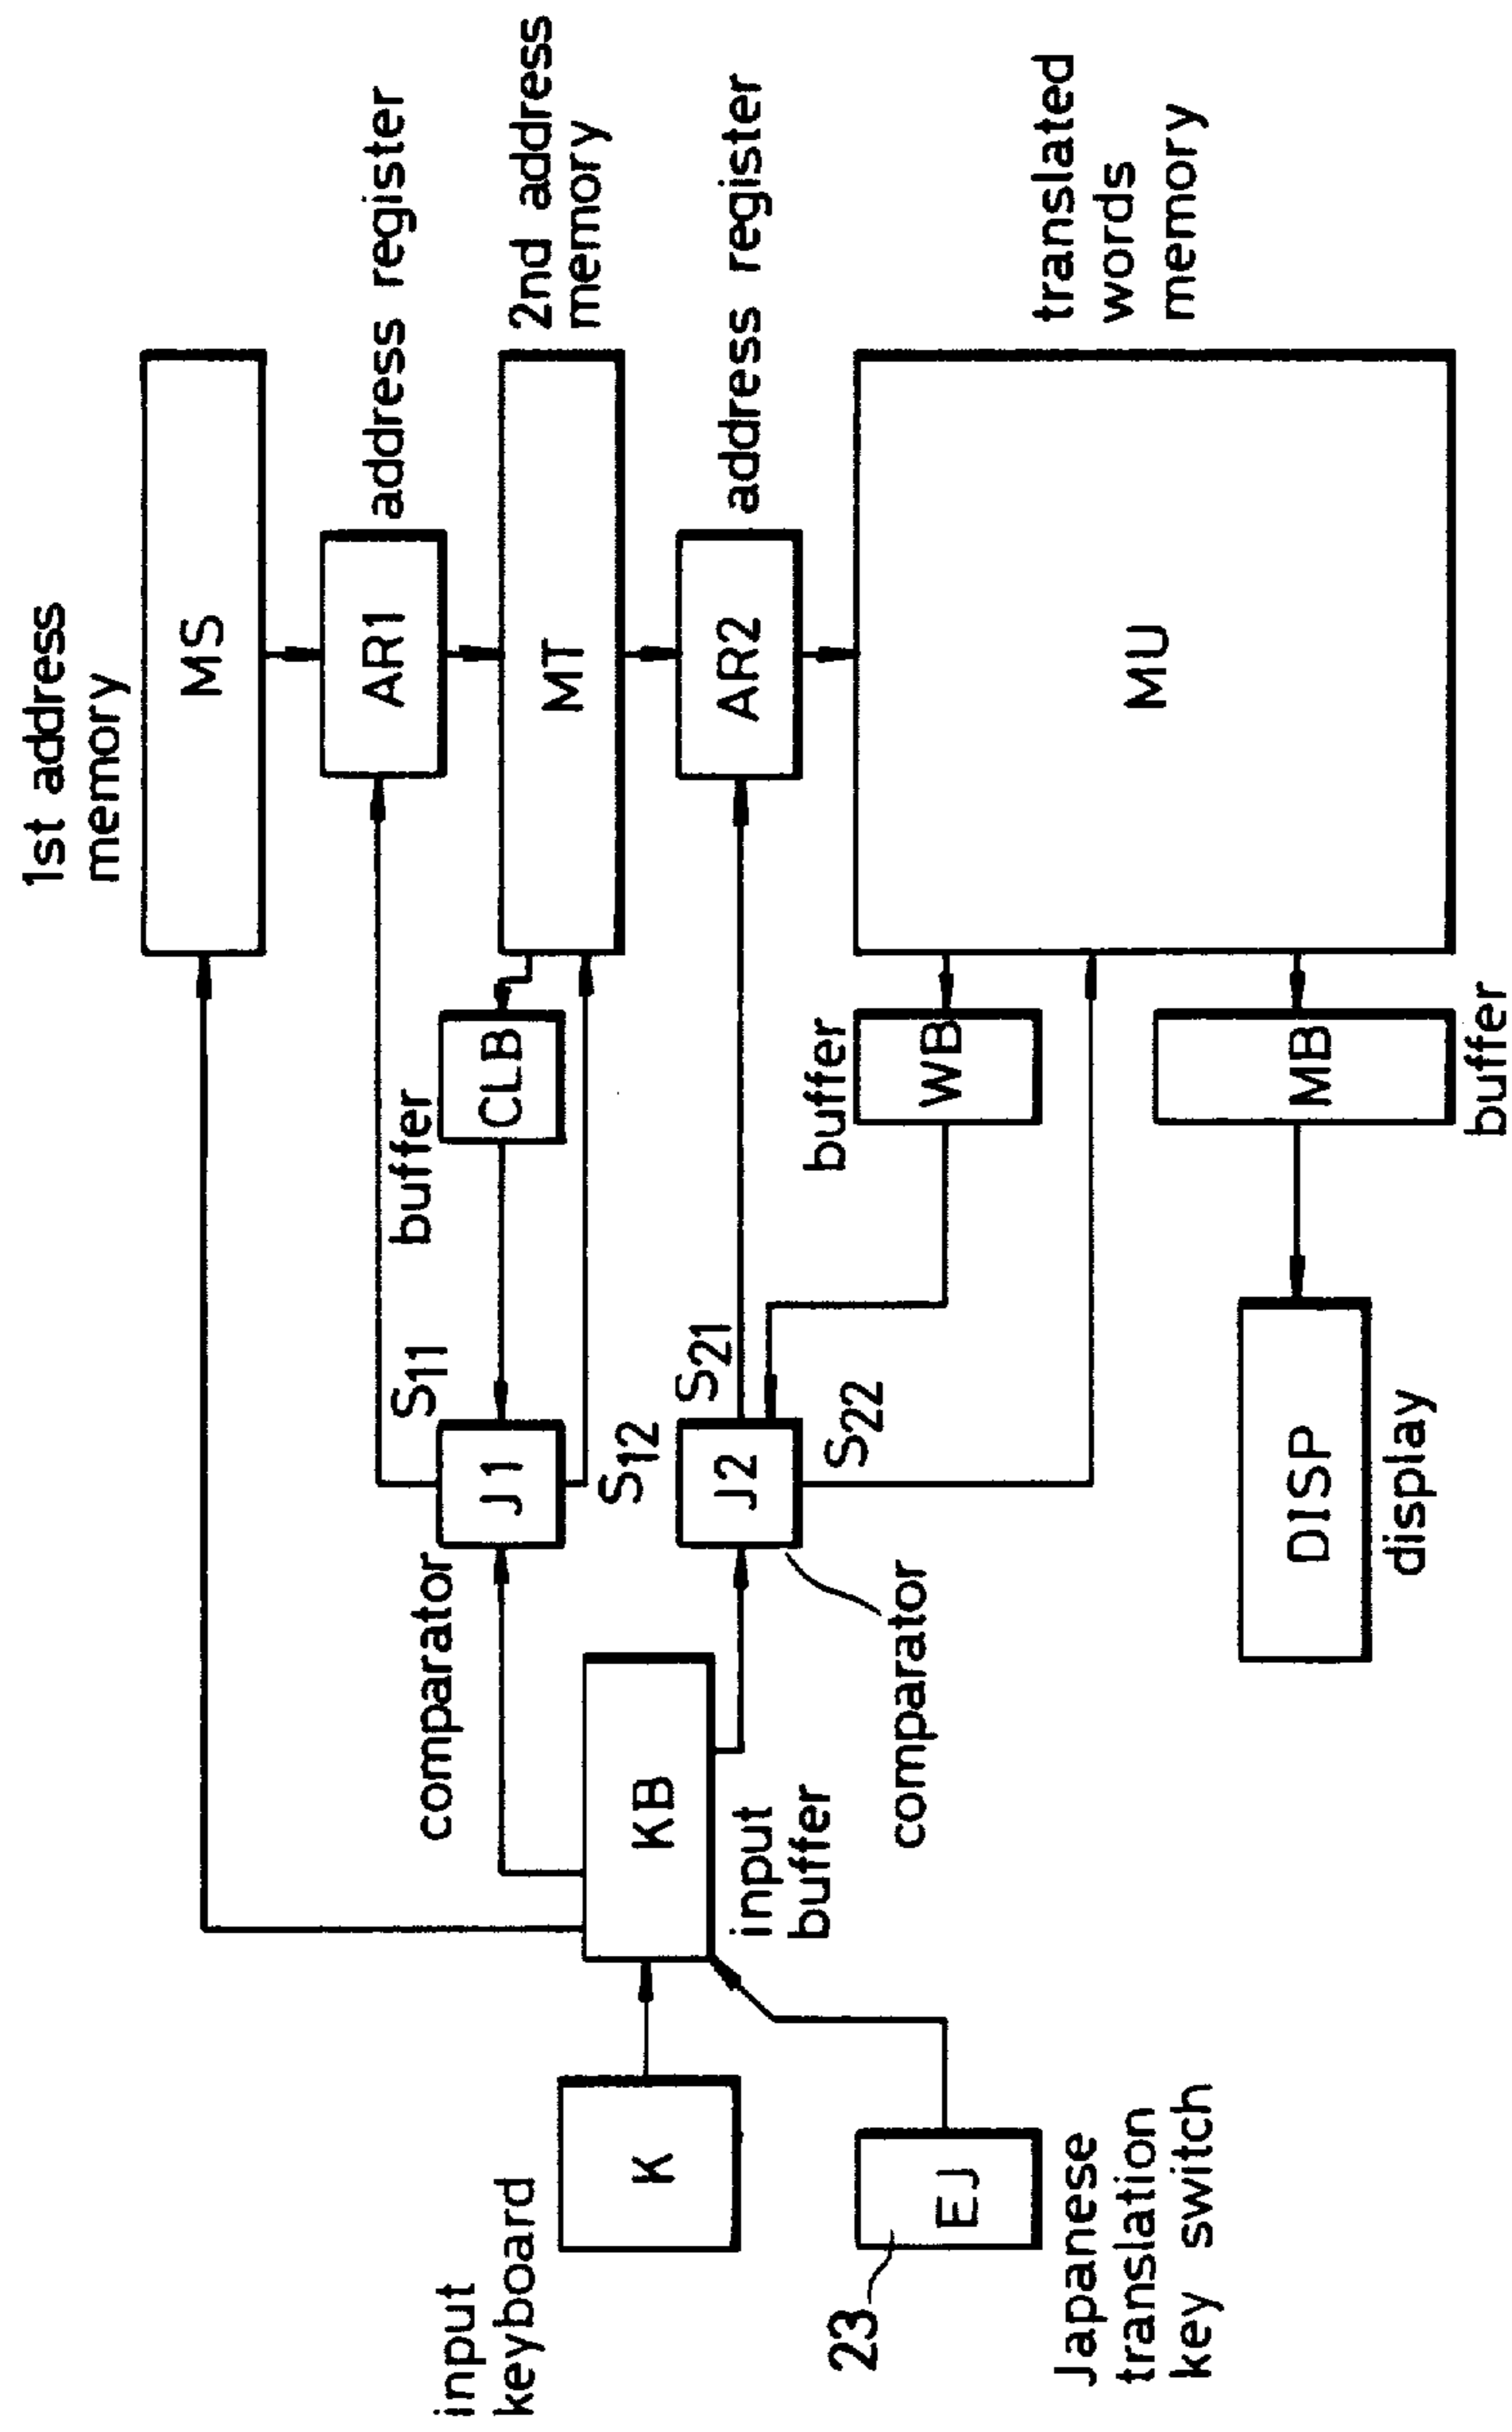 1st address
memory
MS
AR1
address register
2nd address
memory
MT
buffer
CLB
S11
comparator
J1
S12
AR2
address register
S21
J2
S22
comparator
input
keyboard
K
KB
input
buffer
23
EJ
Japanese
translation
key switch
buffer
WB
MU
translated
words
memory
MB
buffer
DISP
display